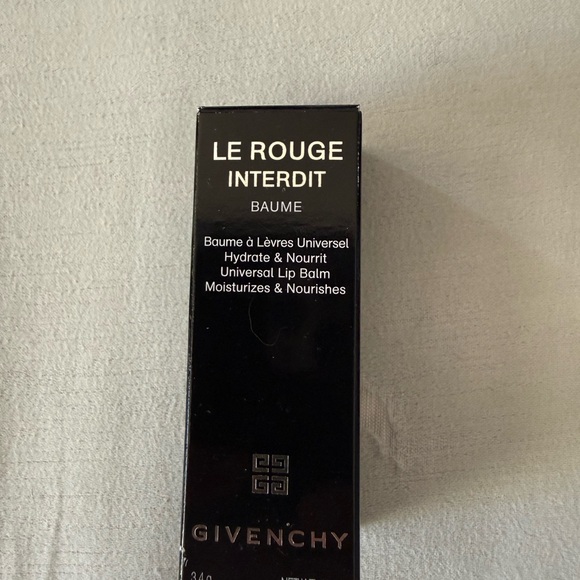 LE ROUGE
INTERDIT
BAUME
Baume à Lèvres Universel
Hydrate & Nourrit
Universal Lip Balm
Moisturizes & Nourishes
GIVENCHY